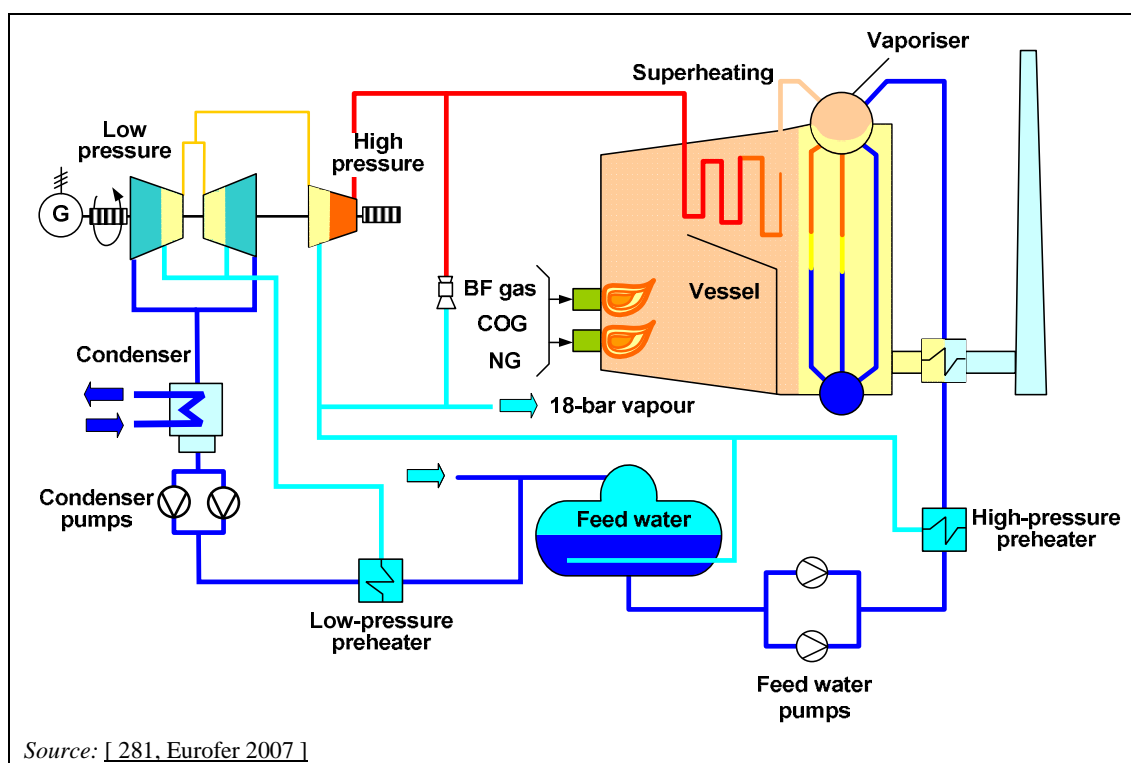 Vaporiser
Superheating
Low
pressure
High
pressure
G
BF gas
COG
NG
Vessel
Condenser
18-bar vapour
Condenser
pumps
Feed water
High-pressure
preheater
Low-pressure
preheater
Feed water
pumps
Source: [ 281, Eurofer 2007 ]